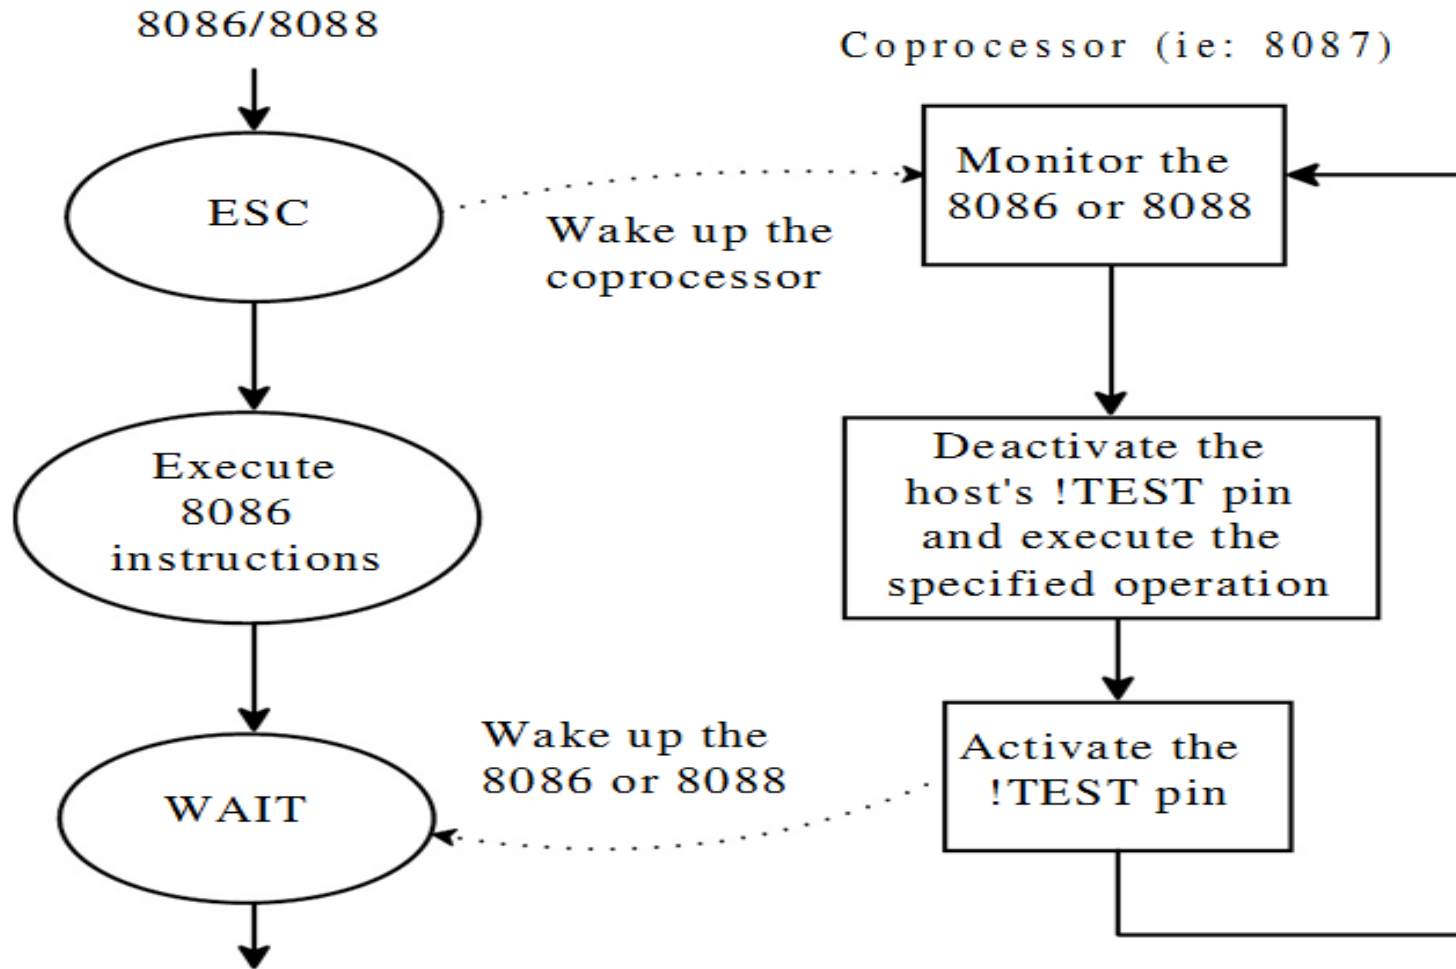 8086/8088
Coprocessor (ie: 8087)
ESC
Wake up the
coprocessor
Monitor the
8086 or 8088
Execute
8086
instructions
Deactivate the
host's !TEST pin
and execute the
specified operation
WAIT
Wake up the
8086 or 8088
Activate the
!TEST pin